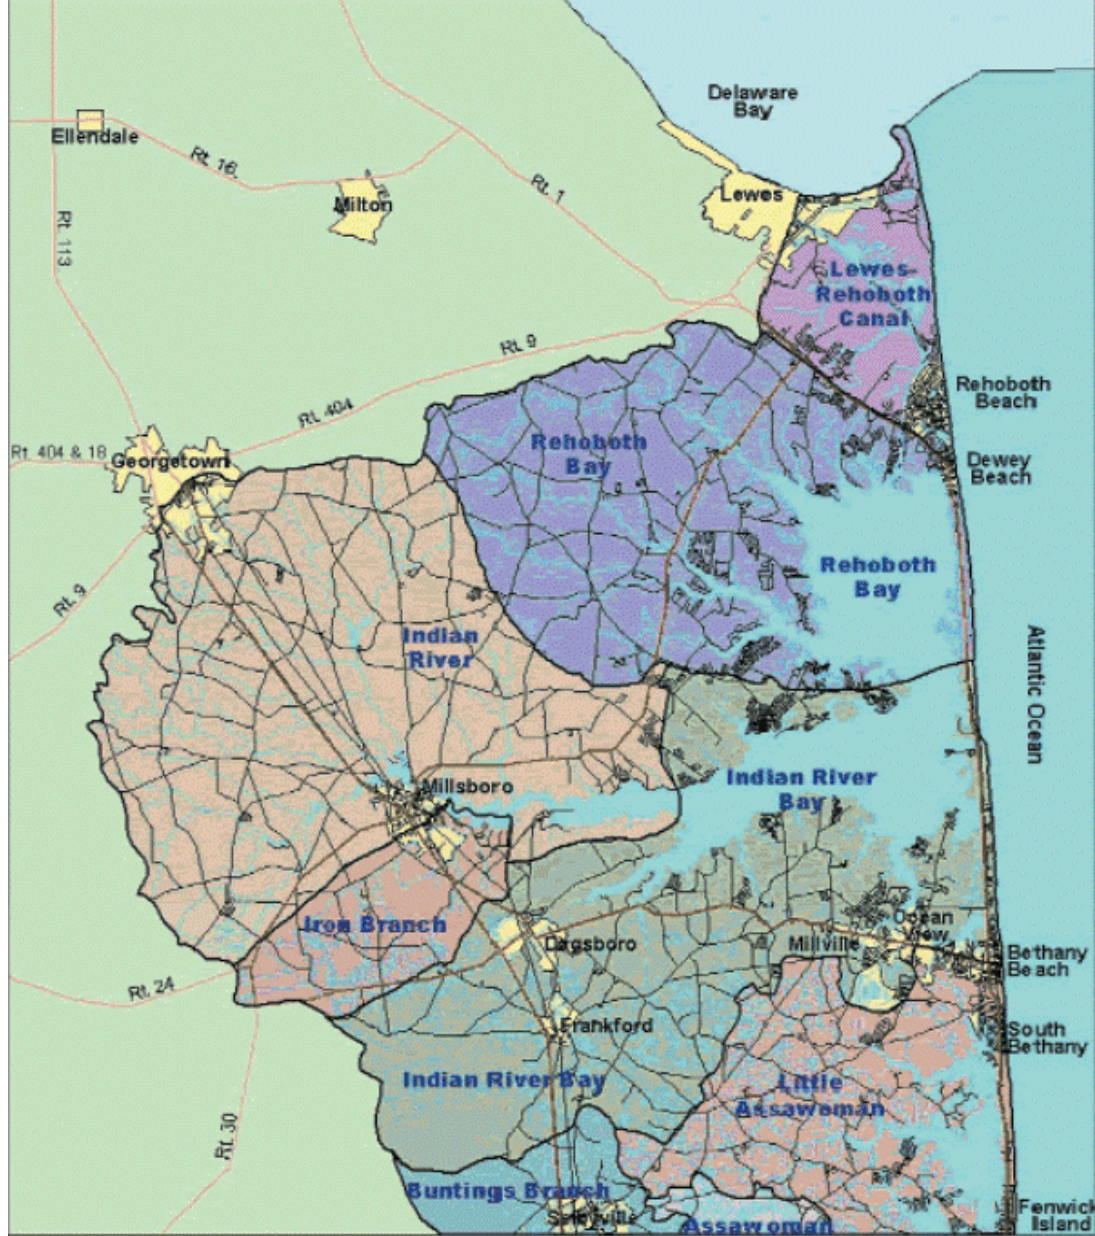 Delaware
Bay
Ellendale
Rt. 16
Milton
Rt. 1
Lewes
Rt. 113
Lewes-
Rehoboth
Canal
Rt. 9
Rehoboth
Beach
Rt. 404
Rehoboth
Bay
Rt. 404 & 18
Georgetown
Dewey
Beach
Rehoboth
Bay
Rt. 9
Indian
River
Atlantic Ocean
Millsboro
Indian River
Bay
Iron Branch
Dagsboro
Millville
Ocean
View
Bethany
Beach
Rt. 24
Frankford
South
Bethany
Indian River Bay
Little
Assawoman
Rt. 30
Buntings Branch
Selbyville
Assawoman
Fenwick
Island